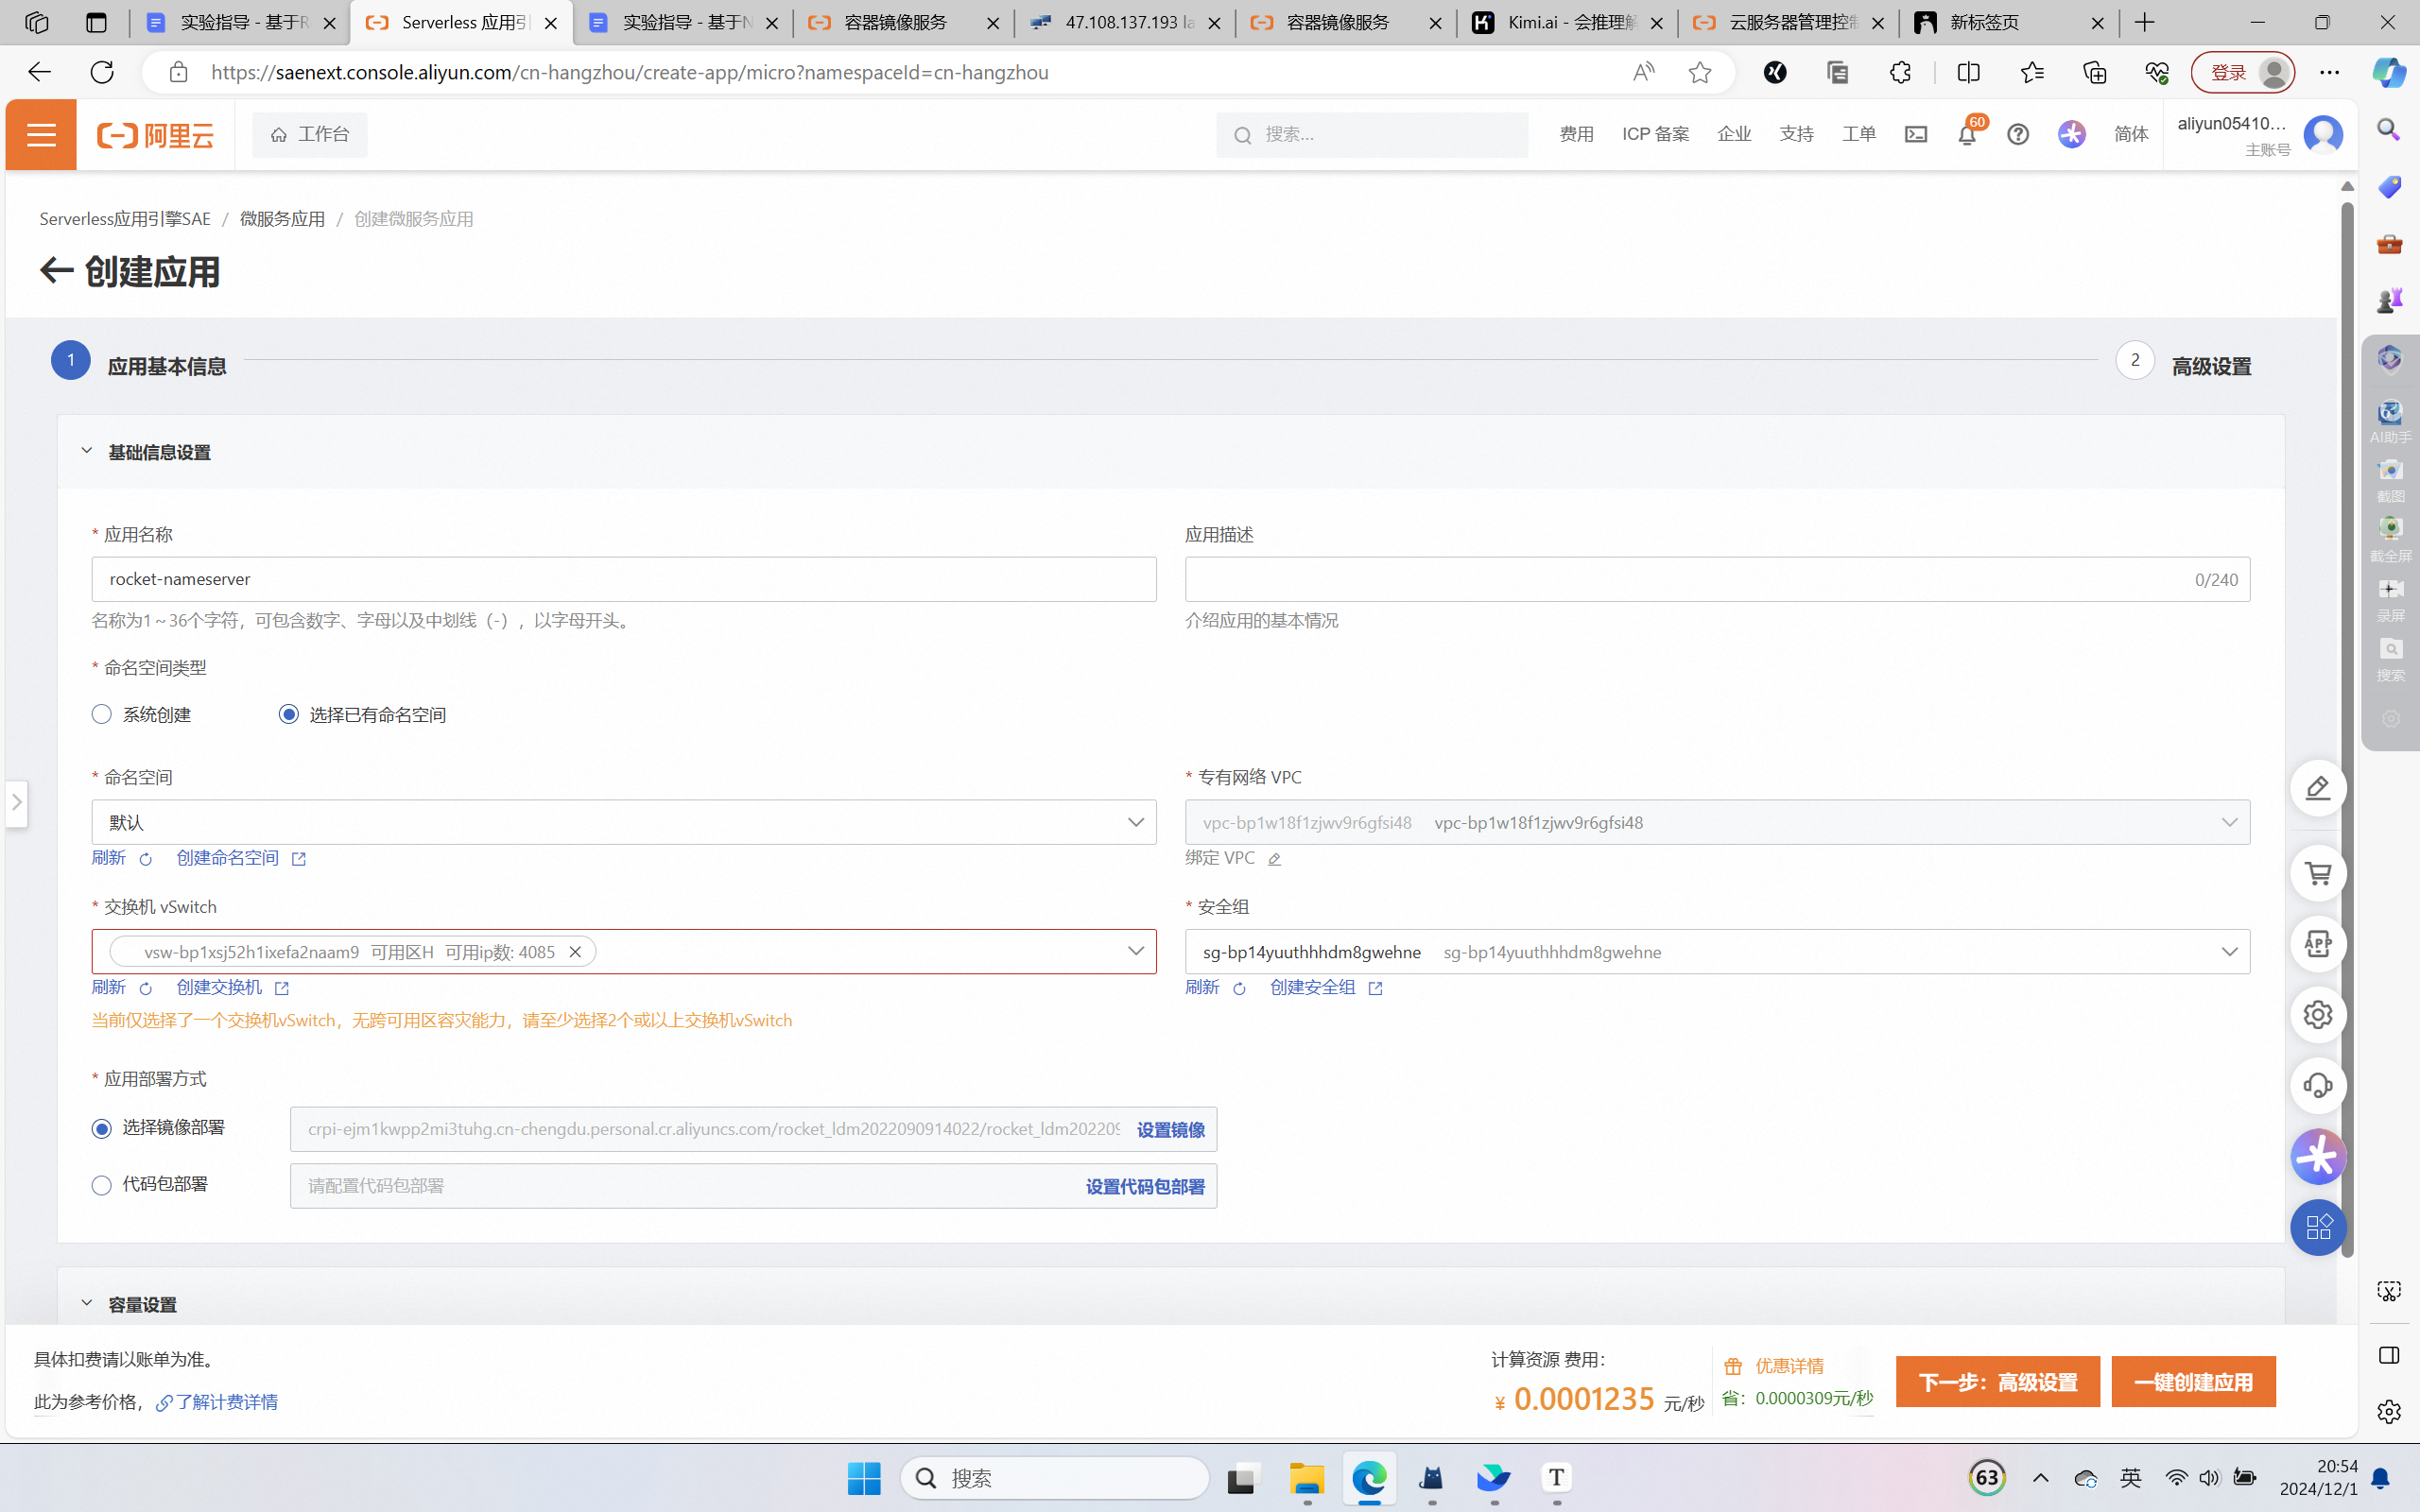 实验指导 - 基于R
Serverless 应用引
实验指导 - 基于N
容器镜像服务
47.108.137.193 la
容器镜像服务
Kimi.ai - 会推理解
云服务器管理控制
新标签页
https://saenext.console.aliyun.com/cn-hangzhou/create-app/micro?namespaceId=cn-hangzhou
登录
阿里云
工作台
搜索...
费用
ICP 备案
企业
支持
工单
60
简体
aliyun05410...
主账号
Serverless应用引擎SAE / 微服务应用 / 创建微服务应用
创建应用
1 应用基本信息
2 高级设置
基础信息设置
* 应用名称
应用描述
rocket-nameserver
0/240
名称为1~36个字符，可包含数字、字母以及中划线（-），以字母开头。
介绍应用的基本情况
* 命名空间类型
系统创建
选择已有命名空间
* 命名空间
* 专有网络 VPC
默认
vpc-bp1w18f1zjwv9r6gfsi48 vpc-bp1w18f1zjwv9r6gfsi48
刷新 创建命名空间
绑定 VPC
* 交换机 vSwitch
* 安全组
vsw-bp1xsj52h1ixefa2naam9 可用区H 可用ip数: 4085
sg-bp14yuuthhhdm8gwehne sg-bp14yuuthhhdm8gwehne
刷新 创建交换机
刷新 创建安全组
当前仅选择了一个交换机vSwitch，无跨可用区容灾能力，请至少选择2个或以上交换机vSwitch
* 应用部署方式
选择镜像部署
crpi-ejm1kwpp2mi3tuhg.cn-chengdu.personal.cr.aliyuncs.com/rocket_ldm2022090914022/rocket_ldm202209
设置镜像
代码包部署
请配置代码包部署
设置代码包部署
容量设置
具体扣费请以账单为准。
此为参考价格，了解计费详情
计算资源 费用：
¥ 0.0001235 元/秒
优惠详情
省：0.0000309元/秒
下一步：高级设置
一键创建应用
AI助手
截图
截全屏
录屏
搜索
APP
搜索
T
63
英
20:54
2024/12/1